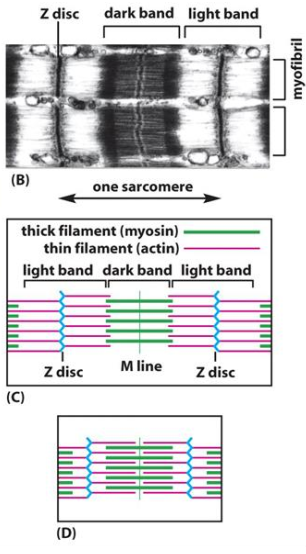 Z disc dark band light band
myofibril
(B)
one sarcomere
thick filament (myosin)
thin filament (actin)
light band dark band light band
Z disc M line Z disc
(C)
(D)